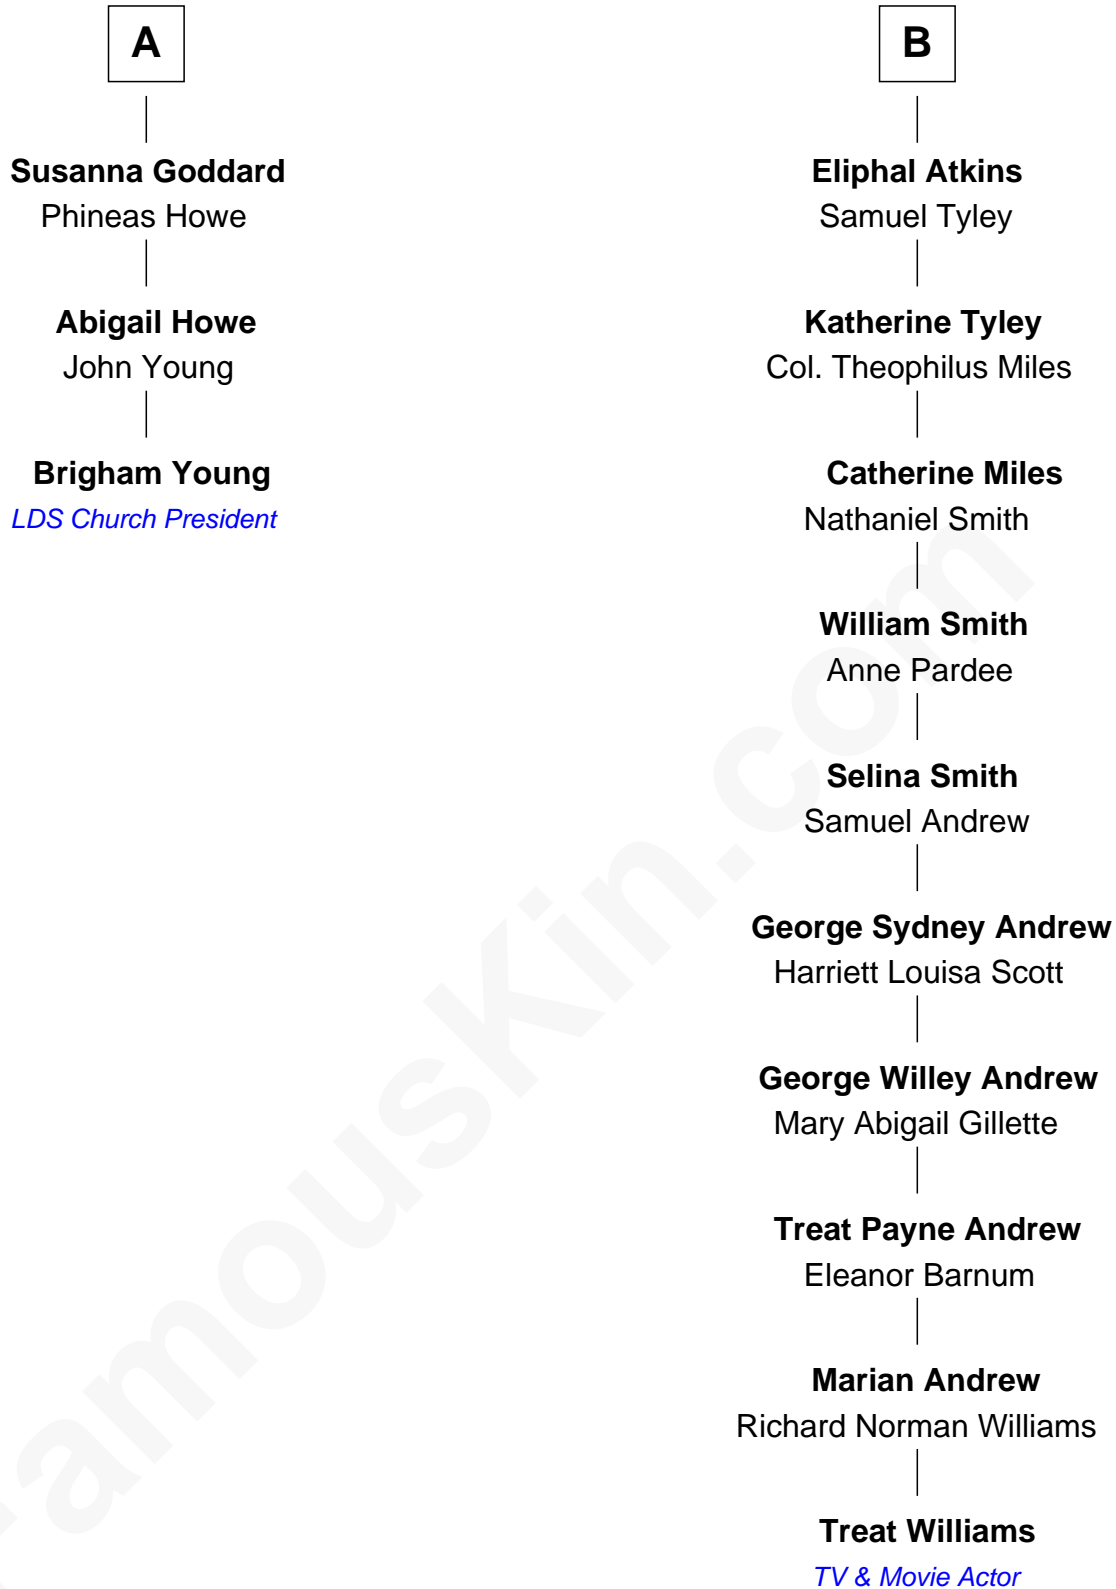 A
Susanna Goddard
Phineas Howe
Abigail Howe
John Young
Brigham Young
LDS Church President
B
Eliphal Atkins
Samuel Tyley
Katherine Tyley
Col. Theophilus Miles
Catherine Miles
Nathaniel Smith
William Smith
Anne Pardee
Selina Smith
Samuel Andrew
George Sydney Andrew
Harriett Louisa Scott
George Willey Andrew
Mary Abigail Gillette
Treat Payne Andrew
Eleanor Barnum
Marian Andrew
Richard Norman Williams
Treat Williams
TV & Movie Actor
FamousKin.com